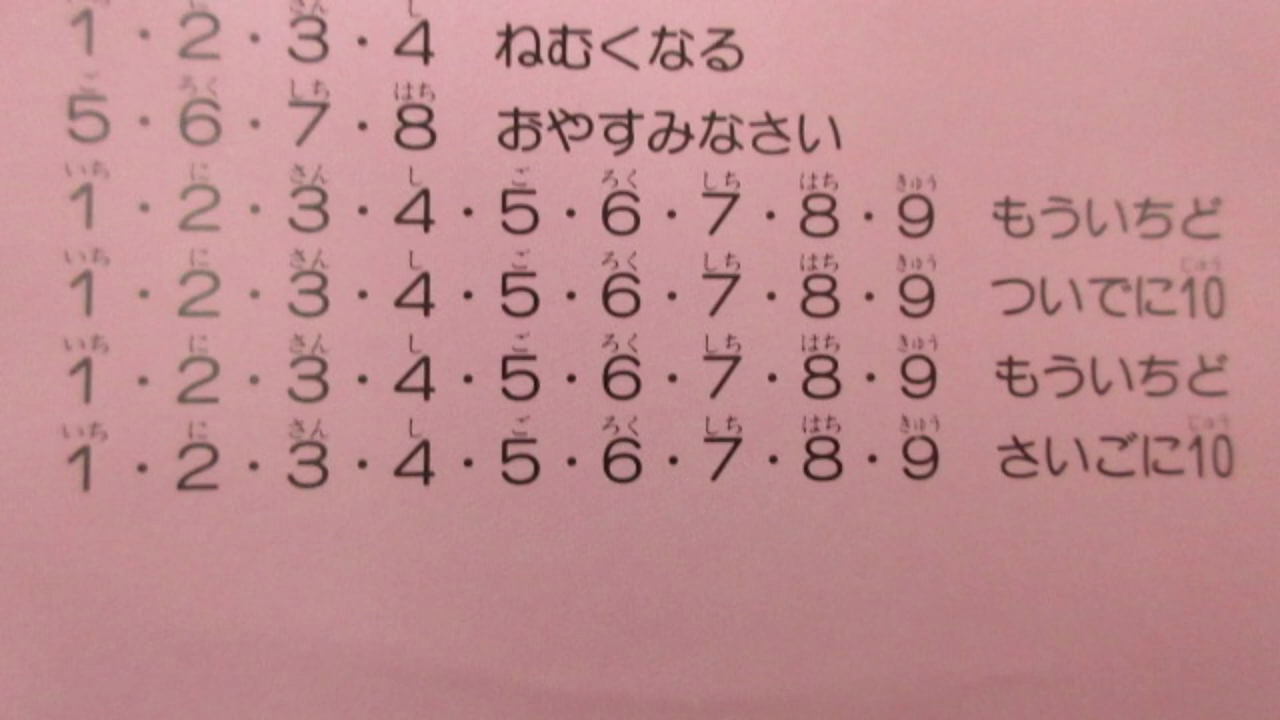 1・2・3・4 ねむくなる
5・6・7・8 おやすみなさい
1・2・3・4・5・6・7・8・9 もういちど
1・2・3・4・5・6・7・8・9 ついでに10
1・2・3・4・5・6・7・8・9 もういちど
1・2・3・4・5・6・7・8・9 さいごに10